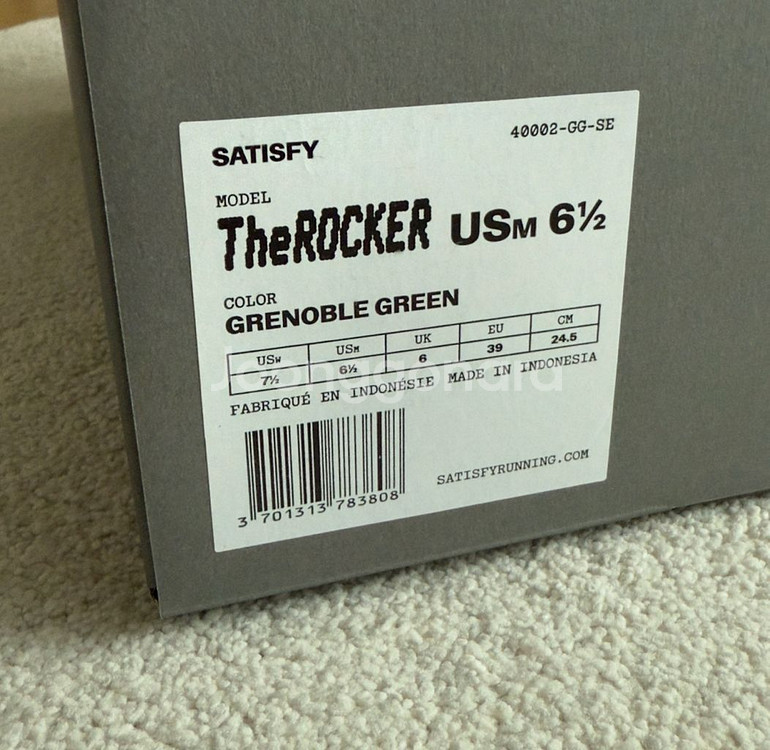 SATISFY
40002-GG-SE
MODEL
TheROCKER USM 6½
COLOR
GRENOBLE GREEN
USW USM UK EU CM
7½ 6½ 6 39 24.5
FABRIQUÉ EN INDONÉSIE MADE IN INDONESIA
3 701313 783808
SATISFYRUNNING.COM
Joonggonara